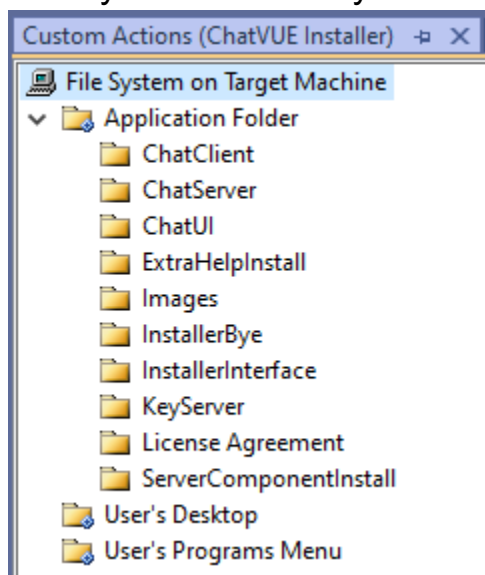 Custom Actions (ChatVUE Installer)
File System on Target Machine
Application Folder
ChatClient
ChatServer
ChatUI
ExtraHelpInstall
Images
InstallerBye
InstallerInterface
KeyServer
License Agreement
ServerComponentInstall
User's Desktop
User's Programs Menu